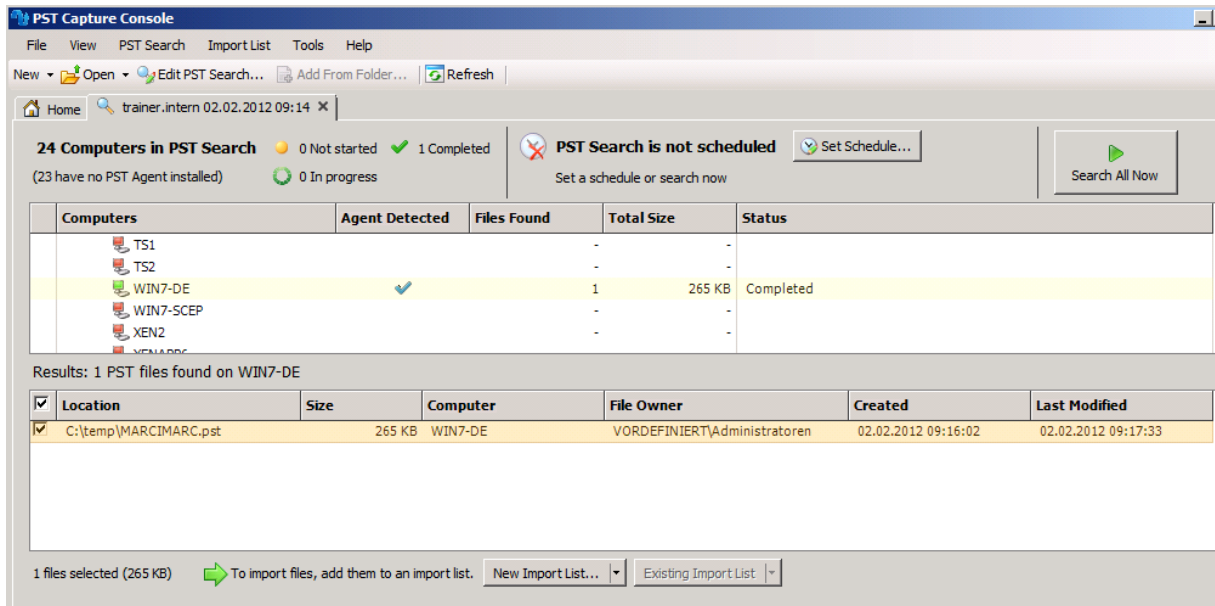 PST Capture Console
File View PST Search Import List Tools Help
New Open Edit PST Search... Add From Folder... Refresh
Home trainer.intern 02.02.2012 09:14
24 Computers in PST Search 0 Not started 1 Completed PST Search is not scheduled Set Schedule... Search All Now
(23 have no PST Agent installed) 0 In progress Set a schedule or search now
Computers Agent Detected Files Found Total Size Status
TS1 - -
TS2 - -
WIN7-DE 1 265 KB Completed
WIN7-SCEP - -
XEN2 - -
Results: 1 PST files found on WIN7-DE
Location Size Computer File Owner Created Last Modified
C:\temp\MARCIMARC.pst 265 KB WIN7-DE VORDEFINIERT\Administratoren 02.02.2012 09:16:02 02.02.2012 09:17:33
1 files selected (265 KB) To import files, add them to an import list. New Import List... Existing Import List